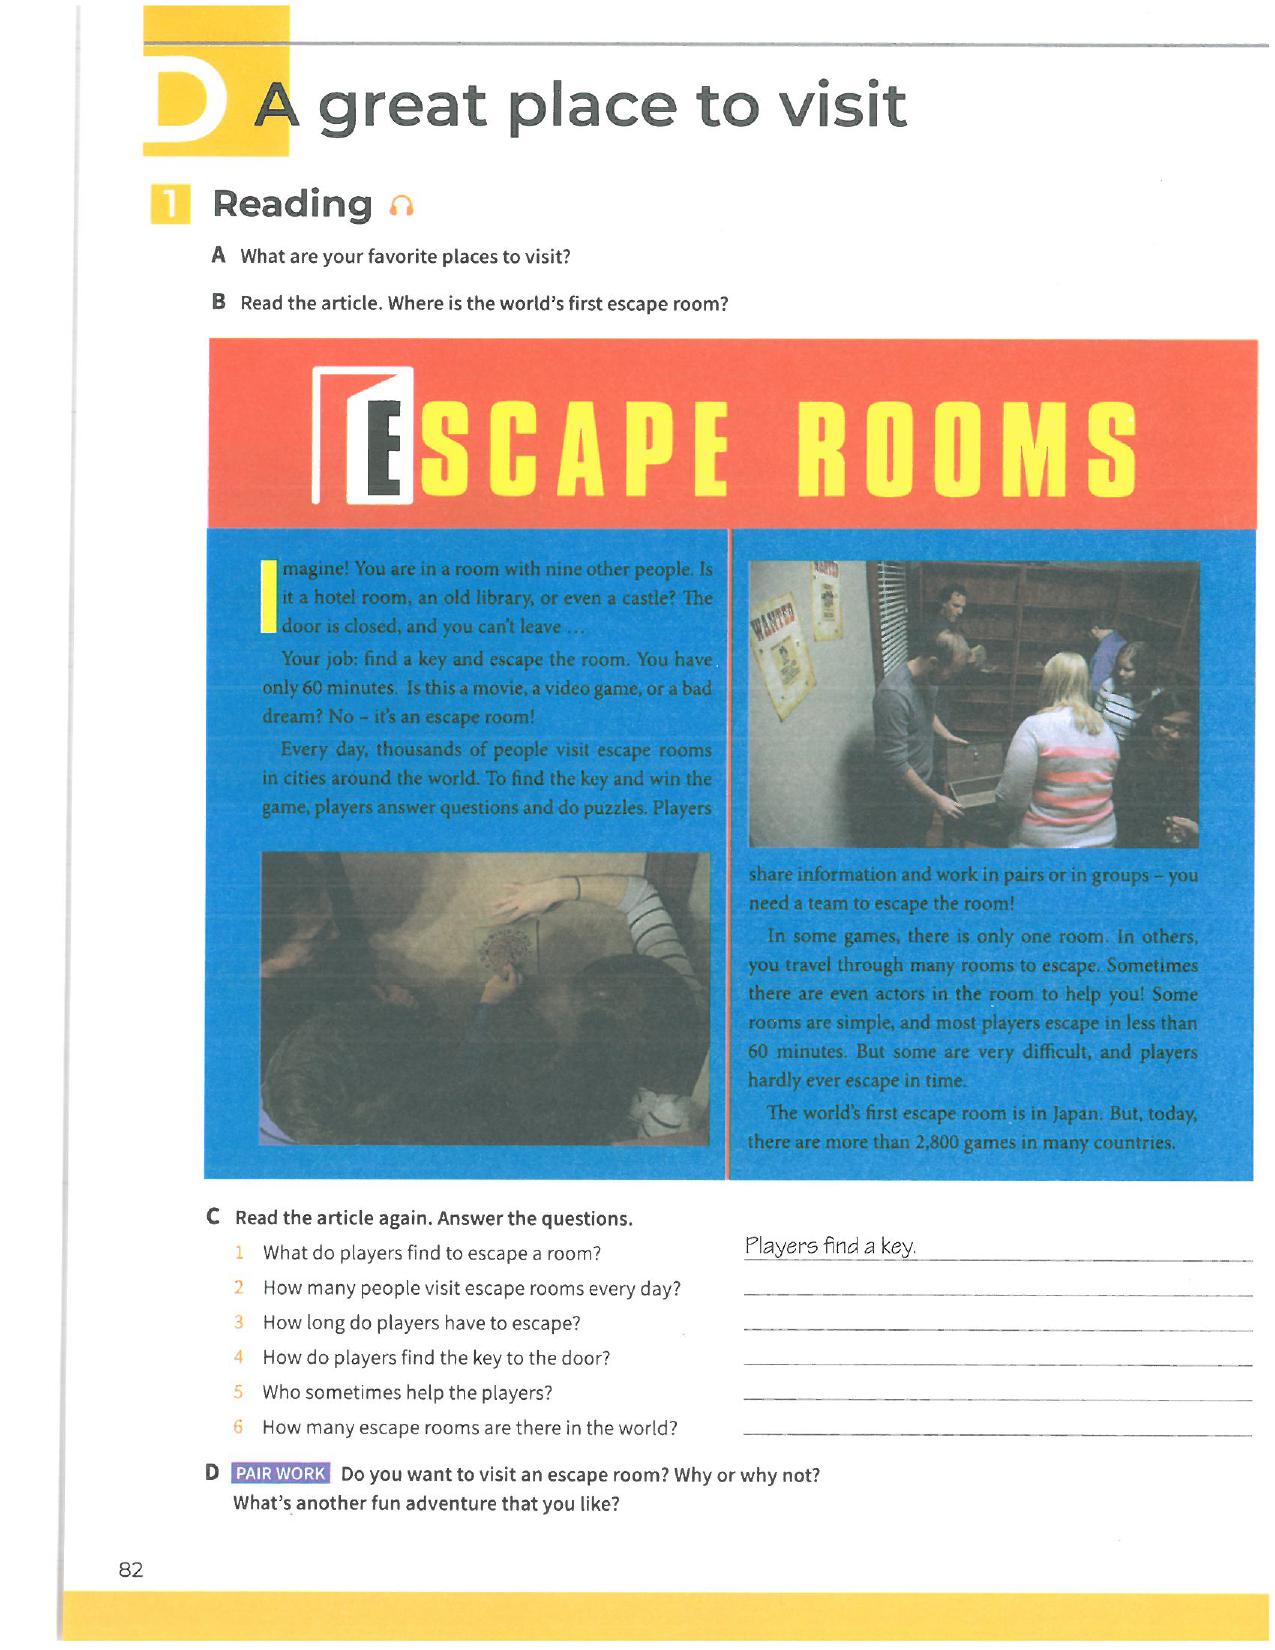 D A great place to visit
1 Reading
A What are your favorite places to visit?
B Read the article. Where is the world's first escape room?
ESCAPE ROOMS
Imagine! You are in a room with nine other people. Is
it a hotel room, an old library, or even a castle? The
door is closed, and you can't leave ...
Your job: find a key and escape the room. You have
only 60 minutes. Is this a movie, a video game, or a bad
dream? No – it's an escape room!
Every day, thousands of people visit escape rooms
in cities around the world. To find the key and win the
game, players answer questions and do puzzles. Players
WANTED
WANTED
share information and work in pairs or in groups – you
need a team to escape the room!
In some games, there is only one room. In others,
you travel through many rooms to escape. Sometimes
there are even actors in the room to help you! Some
rooms are simple, and most players escape in less than
60 minutes. But some are very difficult, and players
hardly ever escape in time.
The world's first escape room is in Japan. But, today,
there are more than 2,800 games in many countries.
C Read the article again. Answer the questions.
1 What do players find to escape a room? Players find a key.
2 How many people visit escape rooms every day?
3 How long do players have to escape?
4 How do players find the key to the door?
5 Who sometimes help the players?
6 How many escape rooms are there in the world?
D PAIR WORK Do you want to visit an escape room? Why or why not?
What's another fun adventure that you like?
82